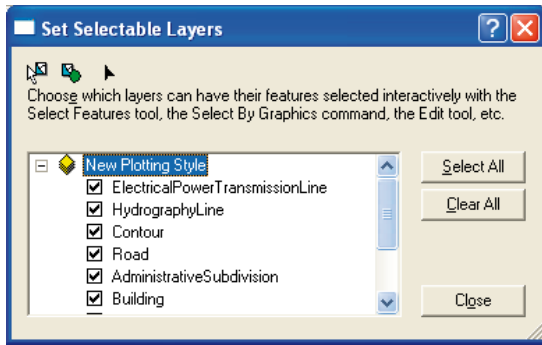 Set Selectable Layers
Choose which layers can have their features selected interactively with the
Select Features tool, the Select By Graphics command, the Edit tool, etc.
New Plotting Style
ElectricalPowerTransmissionLine
HydrographyLine
Contour
Road
AdministrativeSubdivision
Building
Select All
Clear All
Close